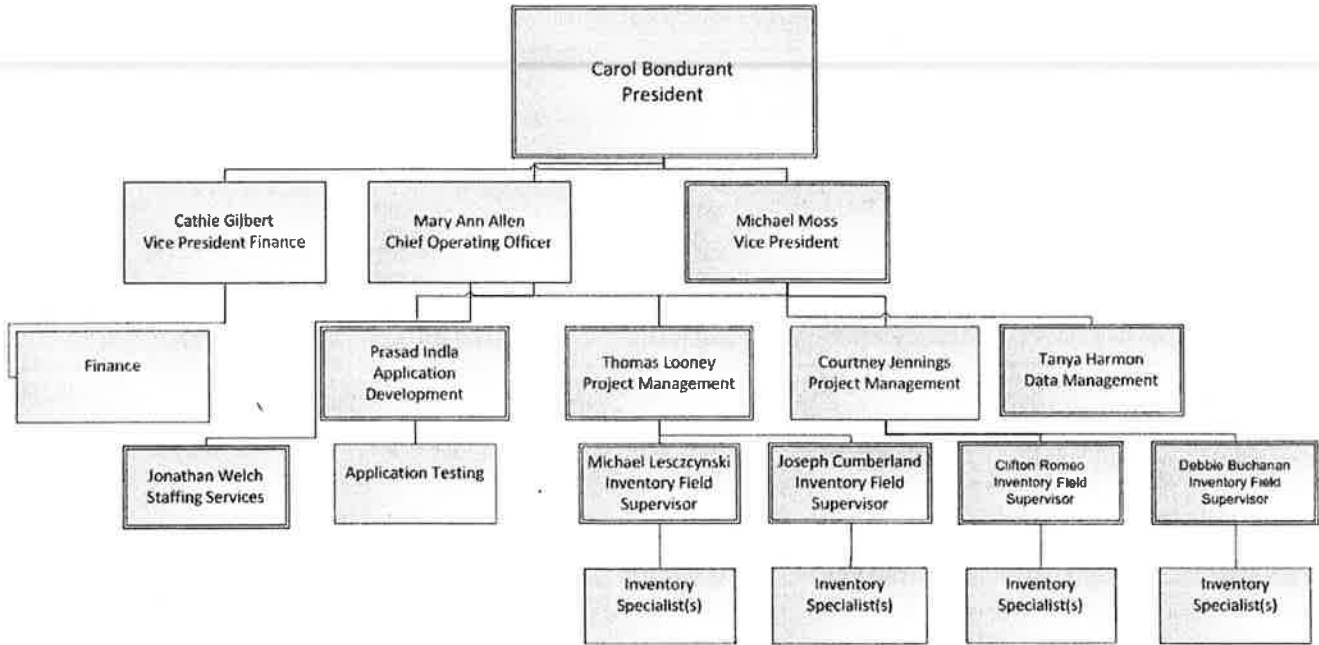 Carol Bondurant
President
Cathie Gilbert
Vice President Finance
Mary Ann Allen
Chief Operating Officer
Michael Moss
Vice President
Finance
Prasad Indla
Application
Development
Thomas Looney
Project Management
Courtney Jennings
Project Management
Tanya Harmon
Data Management
Jonathan Welch
Staffing Services
Application Testing
Michael Lesczcynski
Inventory Field
Supervisor
Joseph Cumberland
Inventory Field
Supervisor
Clifton Romeo
Inventory Field
Supervisor
Debbie Buchanan
Inventory Field
Supervisor
Inventory
Specialist(s)
Inventory
Specialist(s)
Inventory
Specialist(s)
Inventory
Specialist(s)